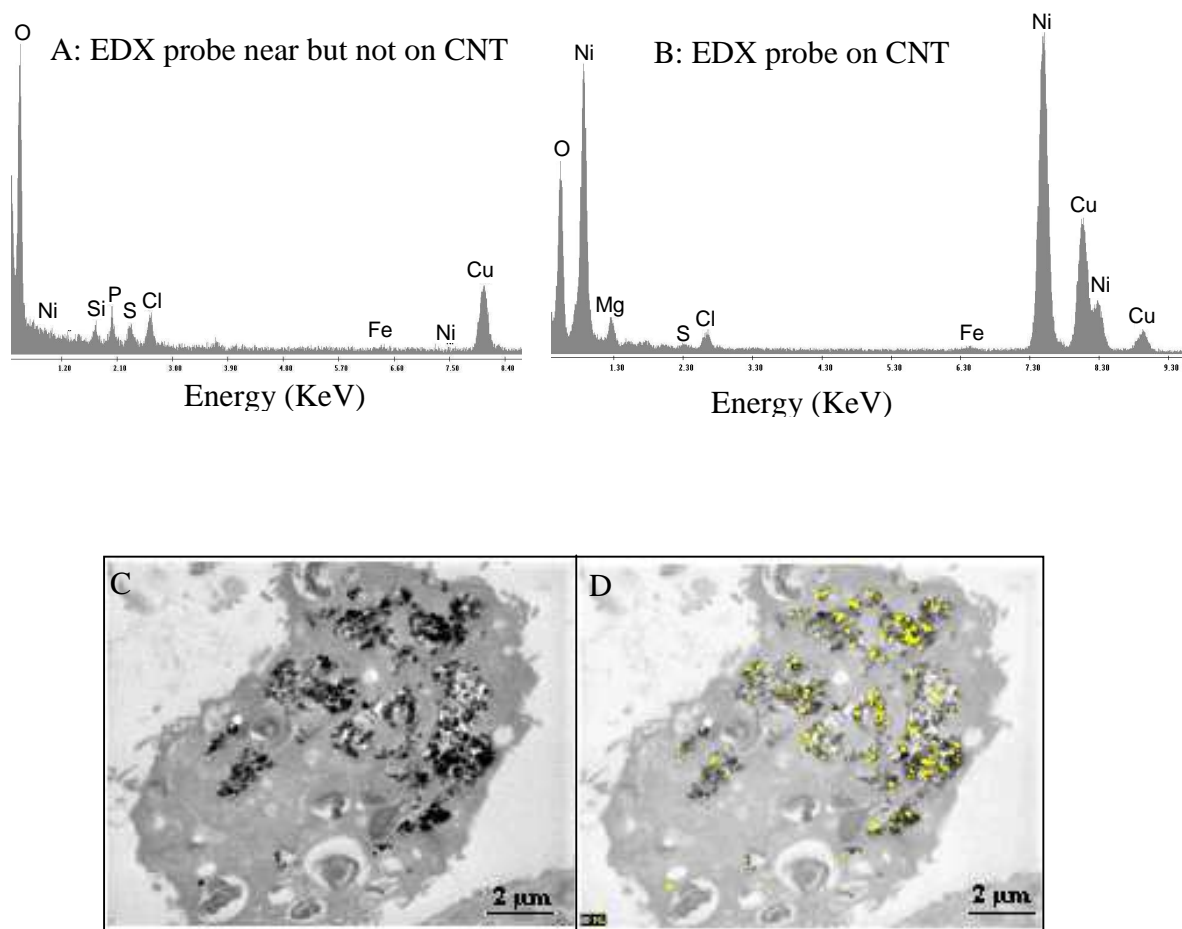 A: EDX probe near but not on CNT
O
Ni
Si
P
S
Cl
Fe
Ni
Cu
1.20 2.10 3.00 3.90 4.80 5.70 6.60 7.50 8.40
Energy (KeV)
B: EDX probe on CNT
O
Ni
Mg
S
Cl
Fe
Ni
Cu
Ni
Cu
1.30 2.30 3.30 4.30 5.30 6.30 7.30 8.30 9.30
Energy (KeV)
C
2 µm
D
2 µm